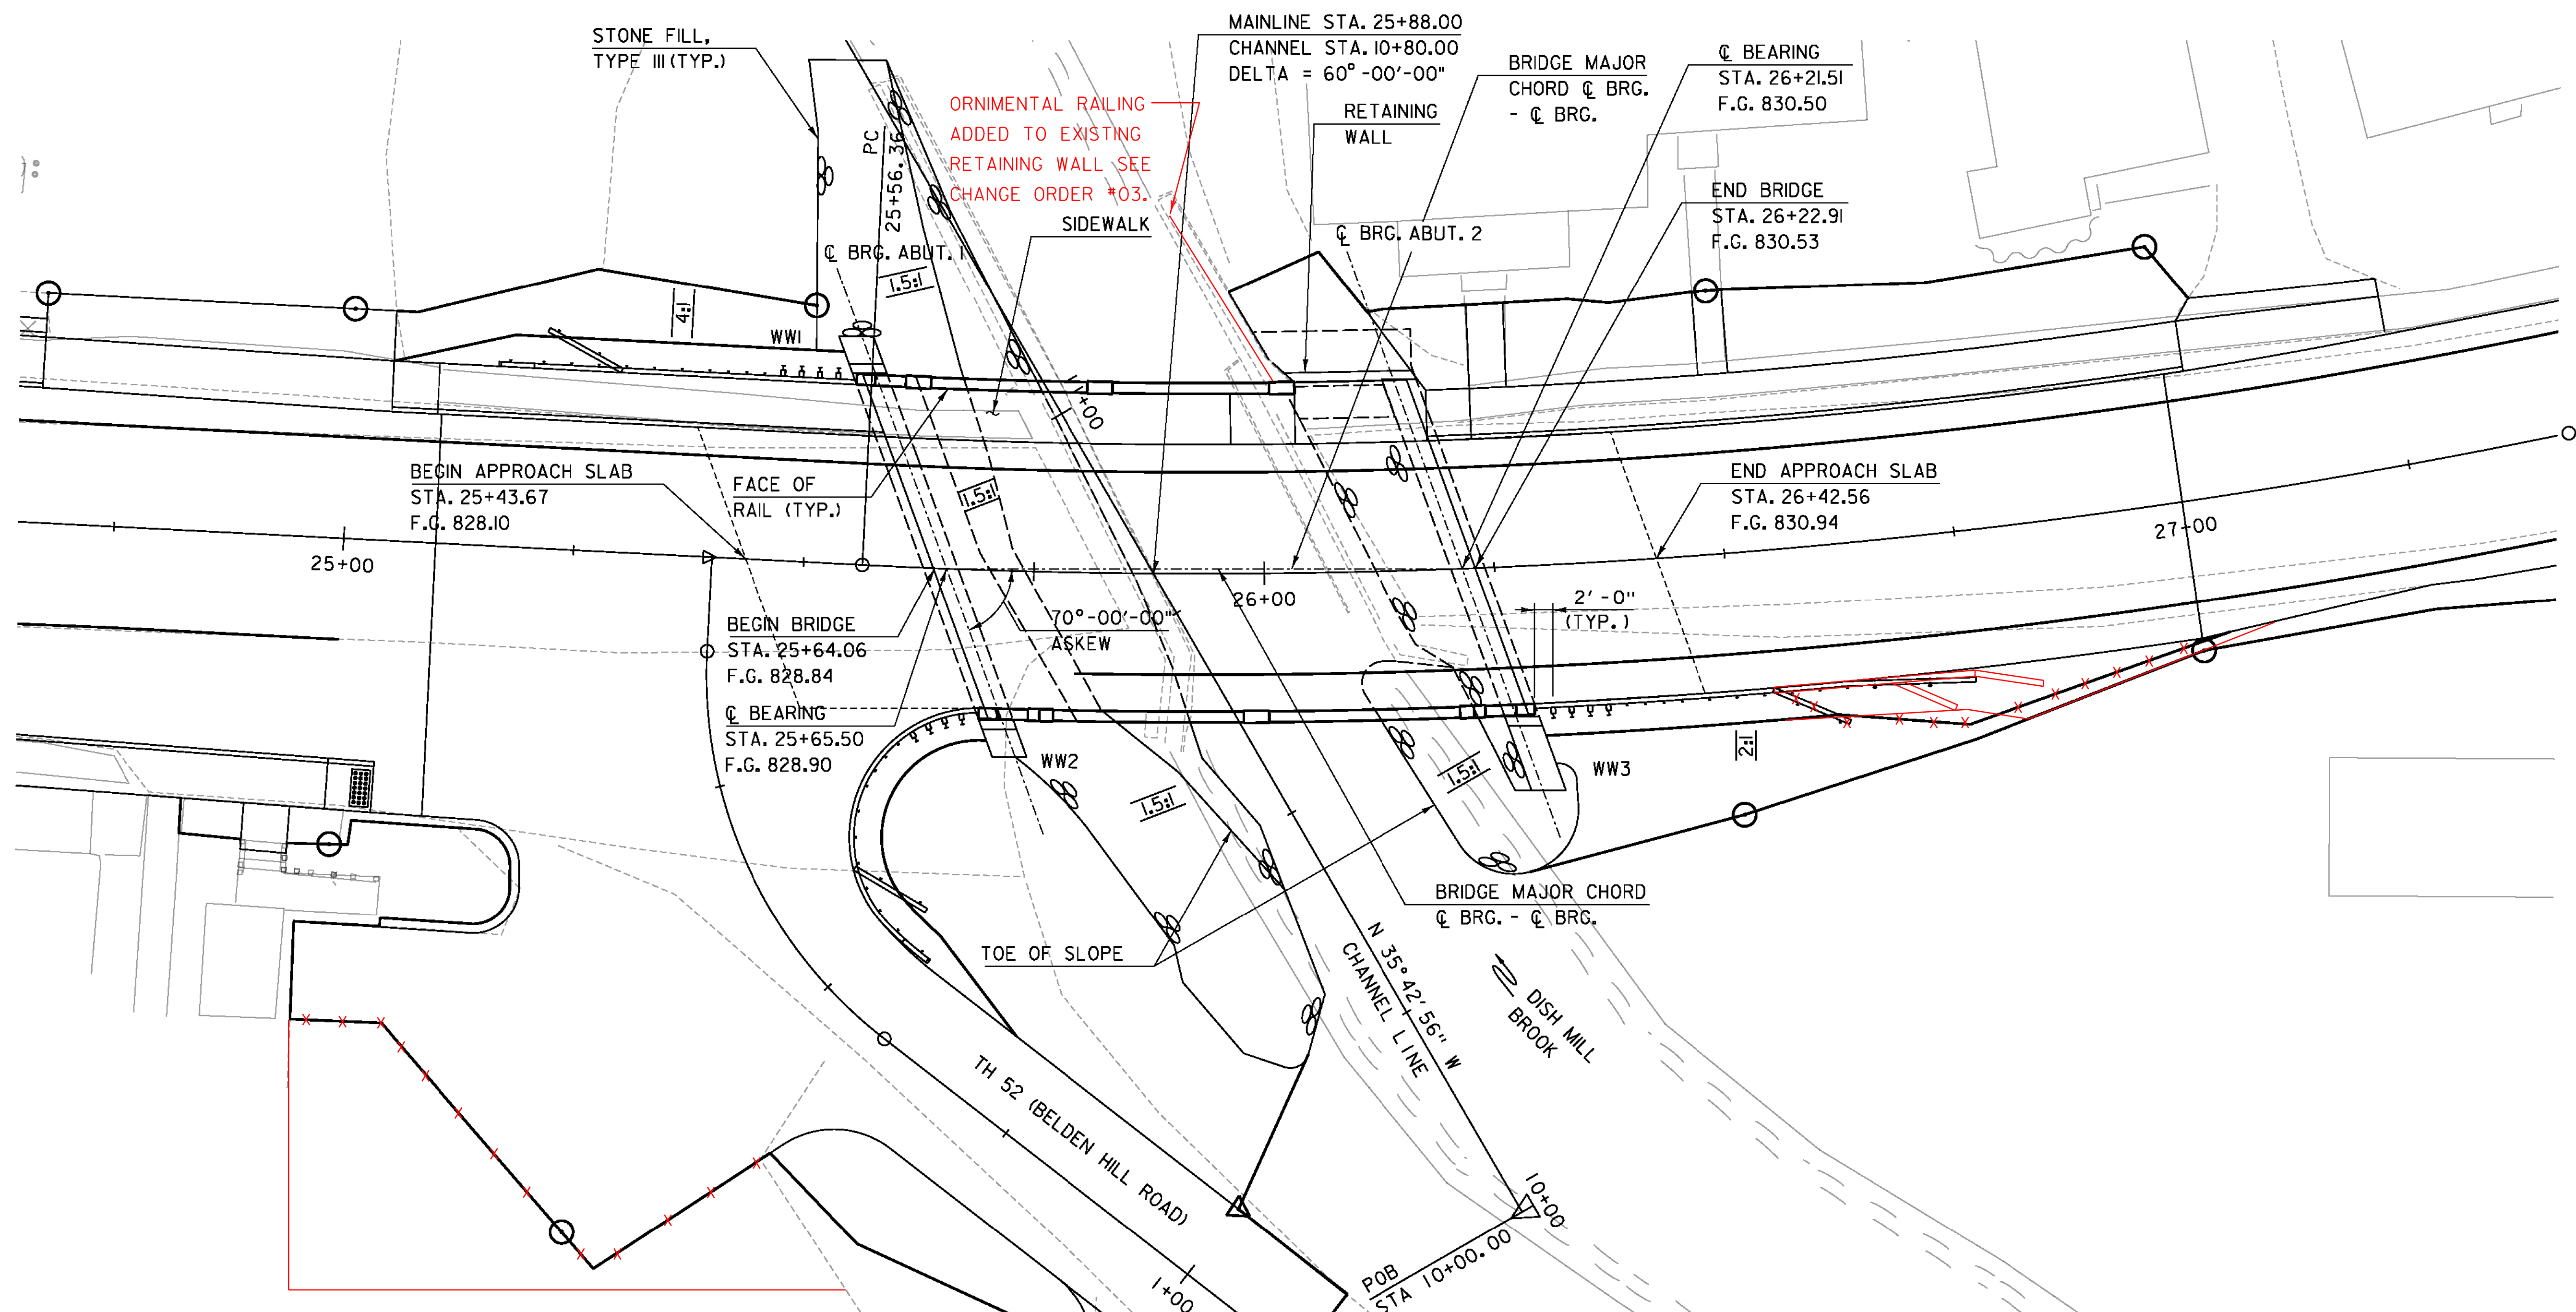 STONE FILL,
TYPE III (TYP.)
MAINLINE STA. 25+88.00
CHANNEL STA. 10+80.00
DELTA = 60°-00'-00"
BRIDGE MAJOR
CHORD ℄ BRG.
- ℄ BRG.
℄ BEARING
STA. 26+21.51
F.G. 830.50
ORNIMENTAL RAILING
ADDED TO EXISTING
RETAINING WALL SEE
CHANGE ORDER #03.
RETAINING
WALL
PC
25+56.36
SIDEWALK
END BRIDGE
STA. 26+22.91
F.G. 830.53
℄ BRG. ABUT. 1
℄ BRG. ABUT. 2
1.5:1
4:1
WW1
+00
BEGIN APPROACH SLAB
STA. 25+43.67
F.G. 828.10
FACE OF
RAIL (TYP.)
1.5:1
END APPROACH SLAB
STA. 26+42.56
F.G. 830.94
27+00
25+00
26+00
2'-0"
(TYP.)
70°-00'-00"
ASKEW
BEGIN BRIDGE
STA. 25+64.06
F.G. 828.84
℄ BEARING
STA. 25+65.50
F.G. 828.90
WW2
1.5:1
1.5:1
WW3
2:1
BRIDGE MAJOR CHORD
℄ BRG. - ℄ BRG.
TOE OF SLOPE
N 35°42'56" W
CHANNEL LINE
DISH MILL
BROOK
TH 52 (BELDEN HILL ROAD)
10+00
POB
STA 10+00.00
1+00